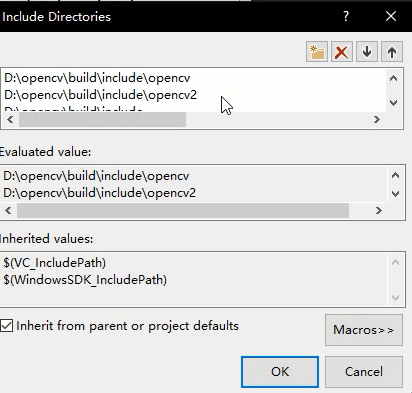 Include Directories
D:\opencv\build\include\opencv
D:\opencv\build\include\opencv2
D:\opencv\build\include
Evaluated value:
D:\opencv\build\include\opencv
D:\opencv\build\include\opencv2
Inherited values:
$(VC_IncludePath)
$(WindowsSDK_IncludePath)
Inherit from parent or project defaults
Macros>>
OK
Cancel